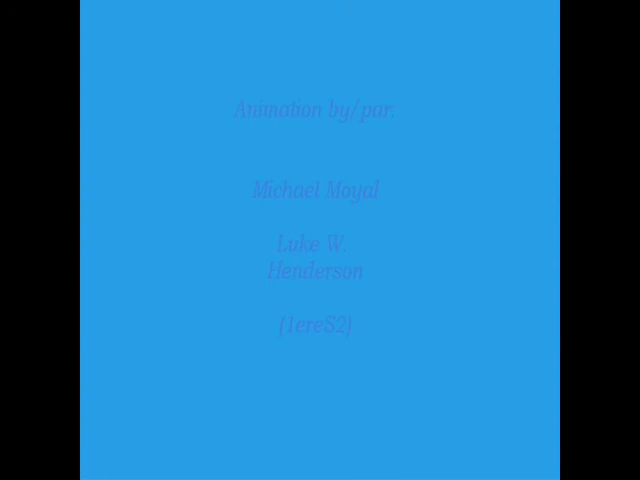 Animation by/par:
Michael Moyal
Luke W.
Henderson
(1ereS2)